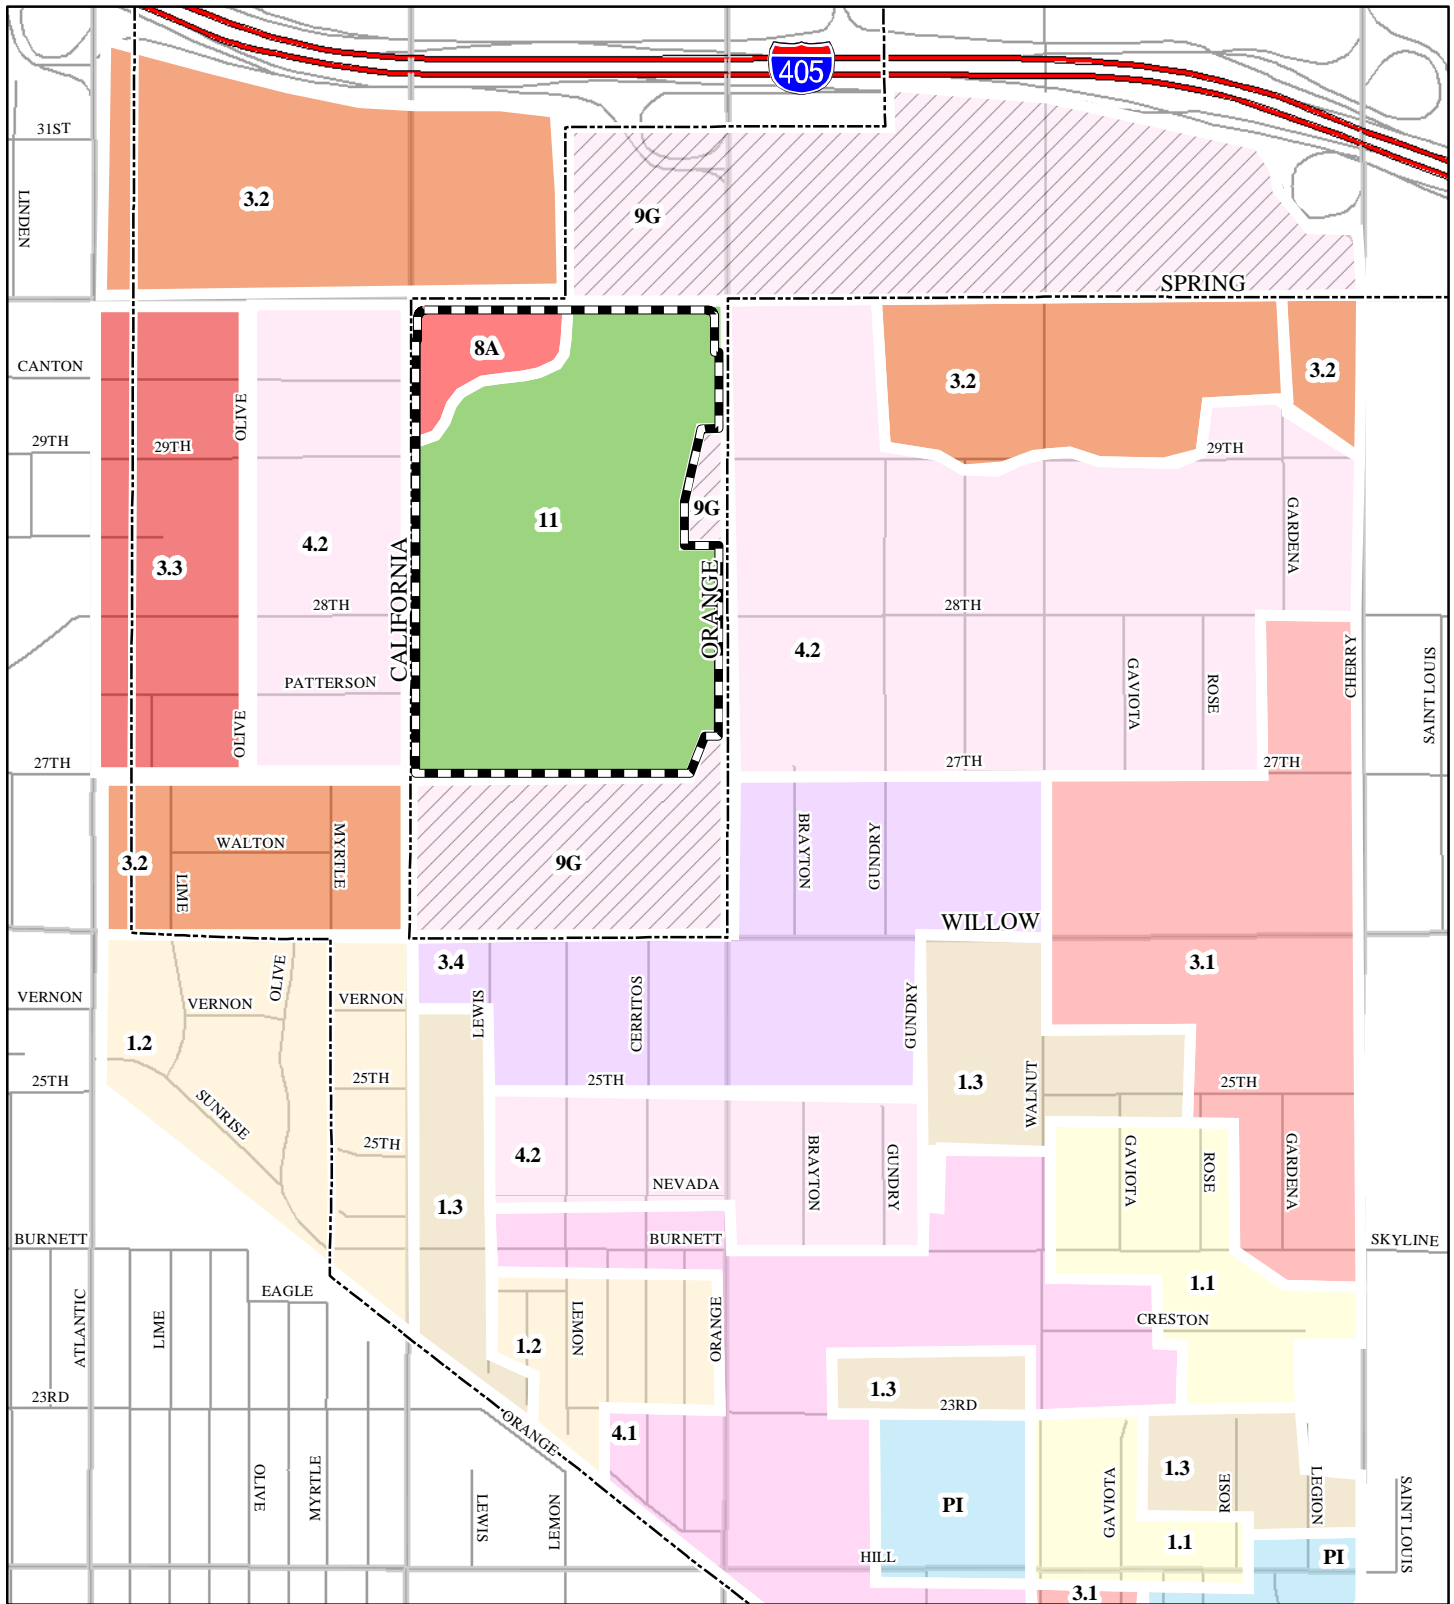 405
31ST
LINDEN
3.2
9G
SPRING
8A
CANTON
3.2
3.2
OLIVE
29TH
29TH
29TH
9G
11
GARDENA
4.2
3.3
CALIFORNIA
ORANGE
28TH
28TH
4.2
CHERRY
SAINT LOUIS
PATTERSON
GAVIOTA
ROSE
OLIVE
27TH
27TH
27TH
WALTON
MYRTLE
BRAYTON
GUNDRY
3.2
9G
LIME
WILLOW
3.4
3.1
OLIVE
VERNON
VERNON
VERNON
LEWIS
CERRITOS
GUNDRY
1.2
25TH
25TH
25TH
1.3
WALNUT
25TH
SUNRISE
25TH
4.2
BRAYTON
GUNDRY
GAVIOTA
ROSE
GARDENA
NEVADA
1.3
BURNETT
BURNETT
SKYLINE
1.1
EAGLE
ATLANTIC
LIME
LEMON
ORANGE
CRESTON
1.2
1.3
23RD
23RD
ORANGE
4.1
1.3
OLIVE
MYRTLE
LEWIS
LEMON
PI
GAVIOTA
ROSE
LEGION
SAINT LOUIS
1.1
HILL
PI
3.1